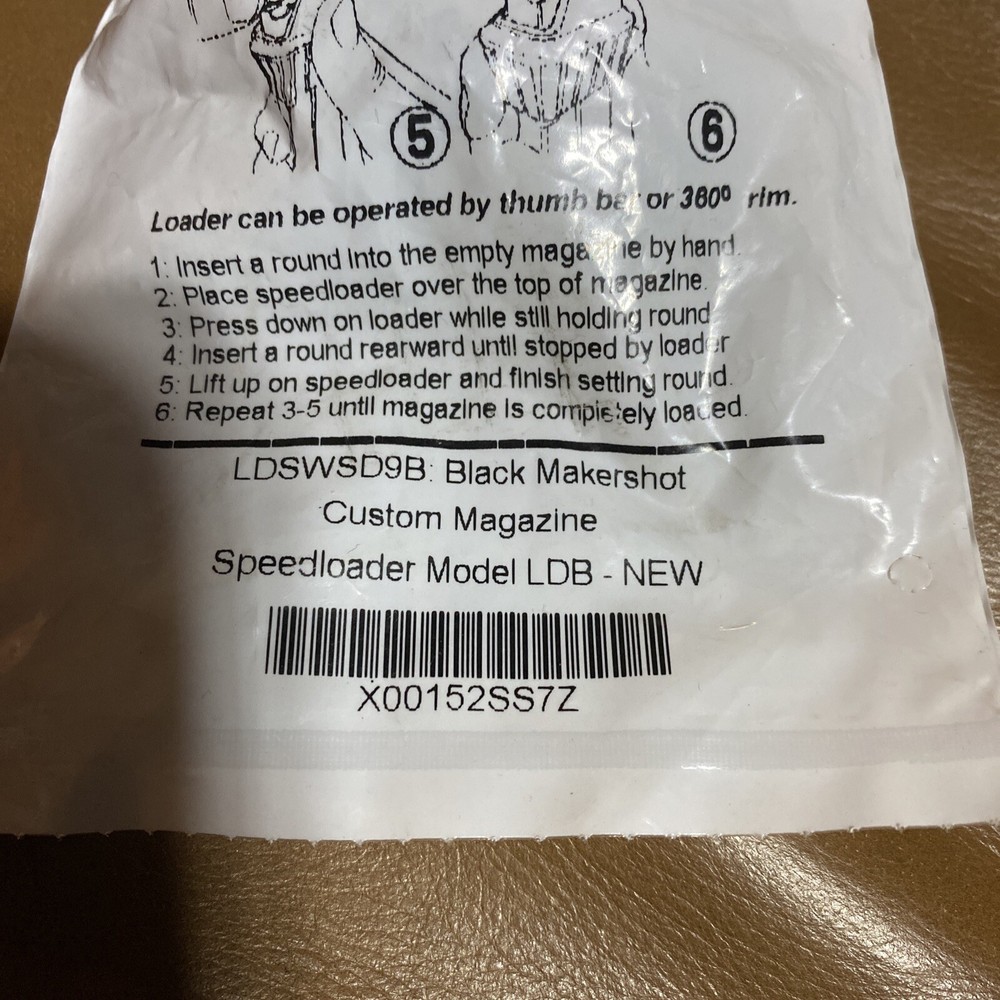 5
6
Loader can be operated by thumb bar or 360º rim.
1: Insert a round into the empty magazine by hand.
2: Place speedloader over the top of magazine.
3: Press down on loader while still holding round
4: Insert a round rearward until stopped by loader
5: Lift up on speedloader and finish setting round.
6: Repeat 3-5 until magazine is completely loaded.
LDSWSD9B: Black Makershot
Custom Magazine
Speedloader Model LDB - NEW
X00152SS7Z